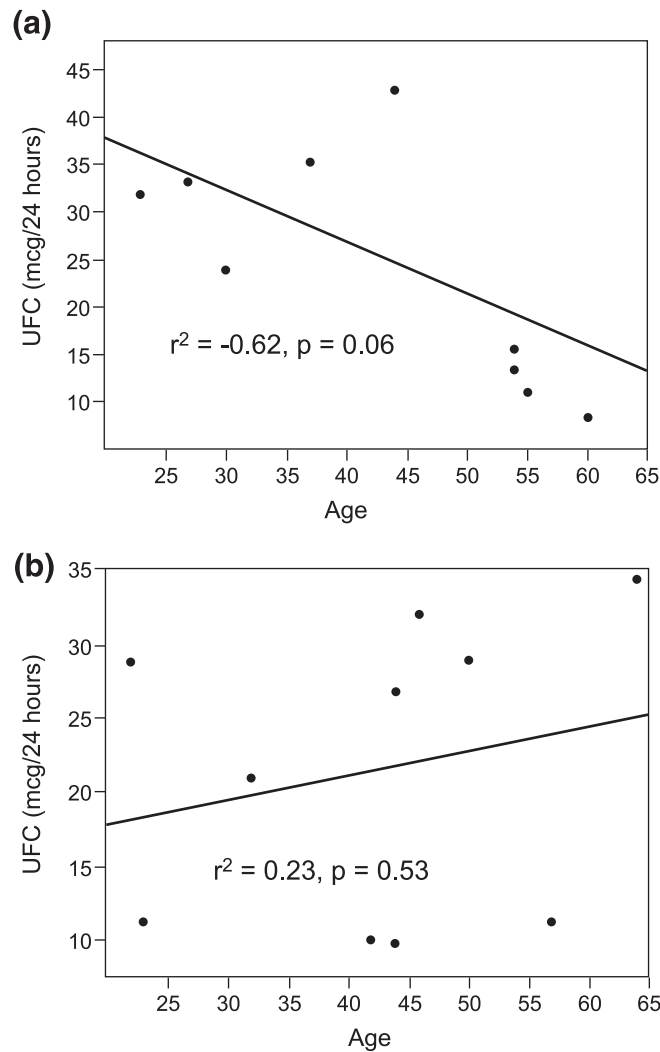 (a)
UFC (mcg/24 hours)
45
40
35
30
25
20
15
10
r² = -0.62, p = 0.06
25 30 35 40 45 50 55 60 65
Age
(b)
UFC (mcg/24 hours)
35
30
25
20
15
10
r² = 0.23, p = 0.53
25 30 35 40 45 50 55 60 65
Age